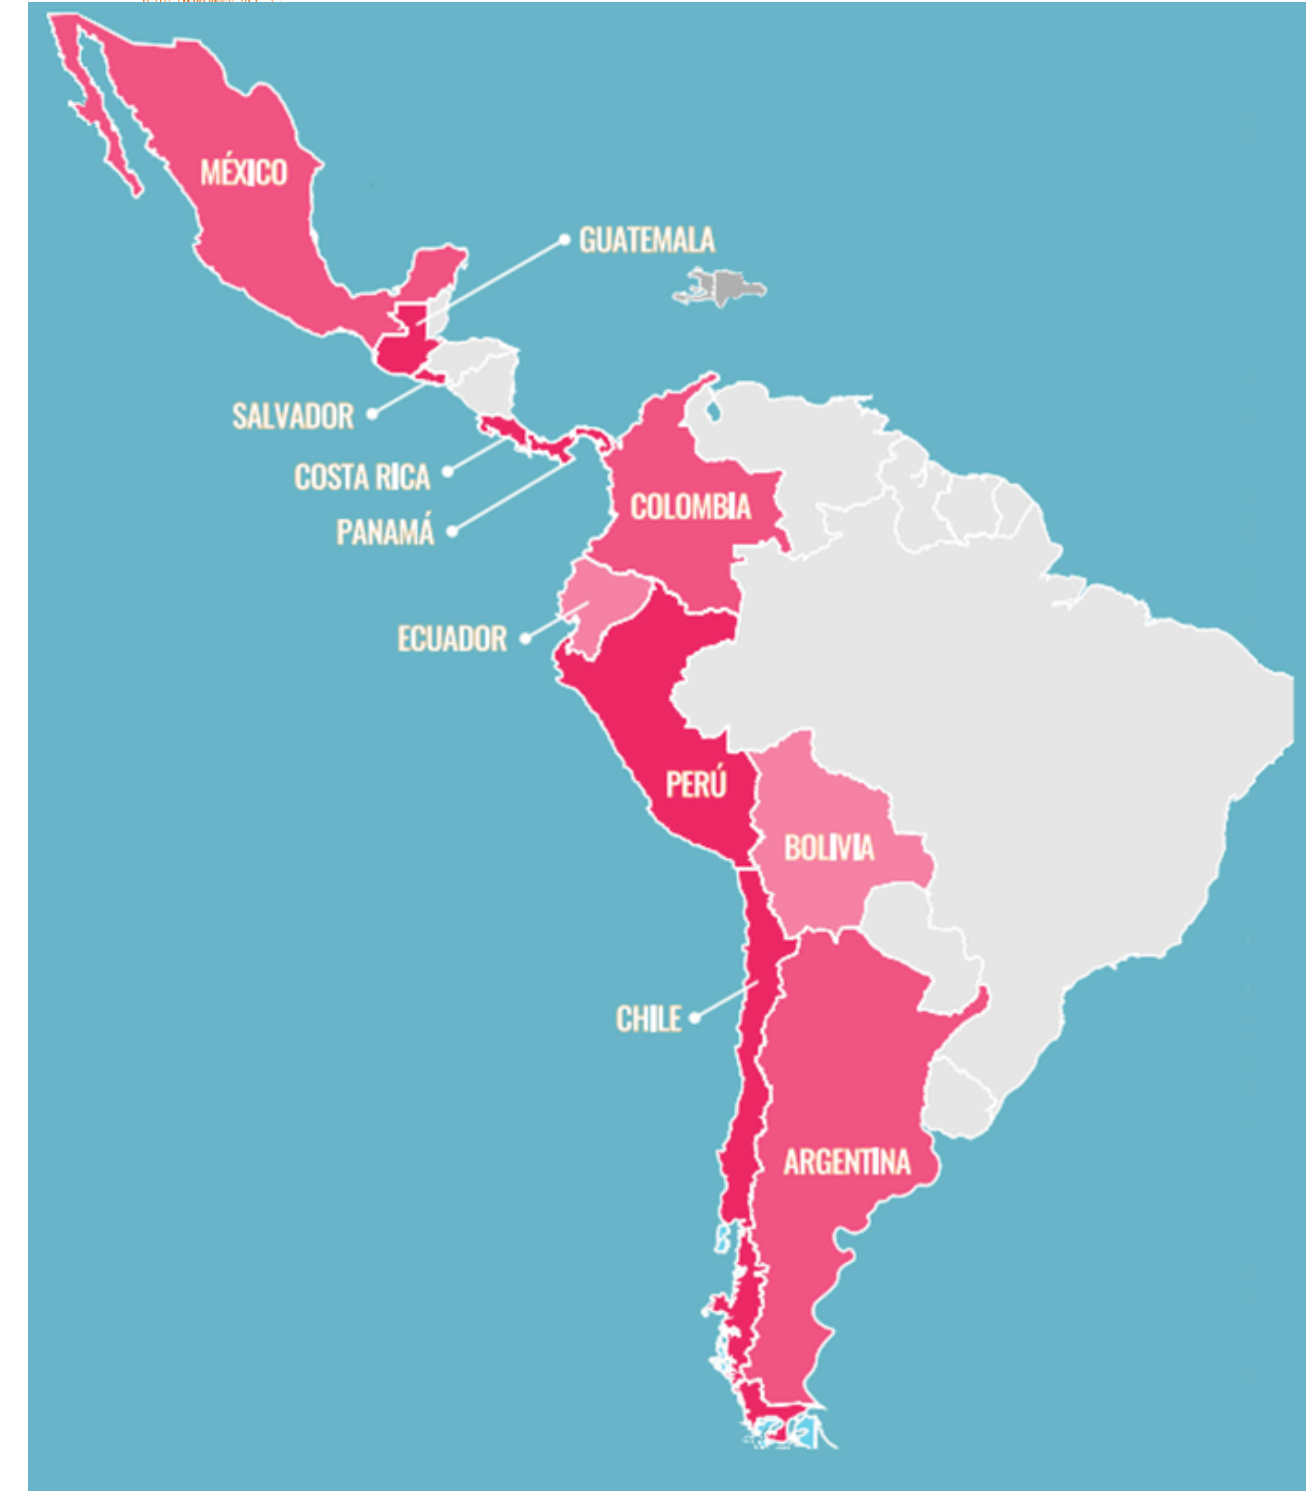 MÉXICO
GUATEMALA
SALVADOR
COSTA RICA
COLOMBIA
PANAMÁ
ECUADOR
PERÚ
BOLIVIA
CHILE
ARGENTINA